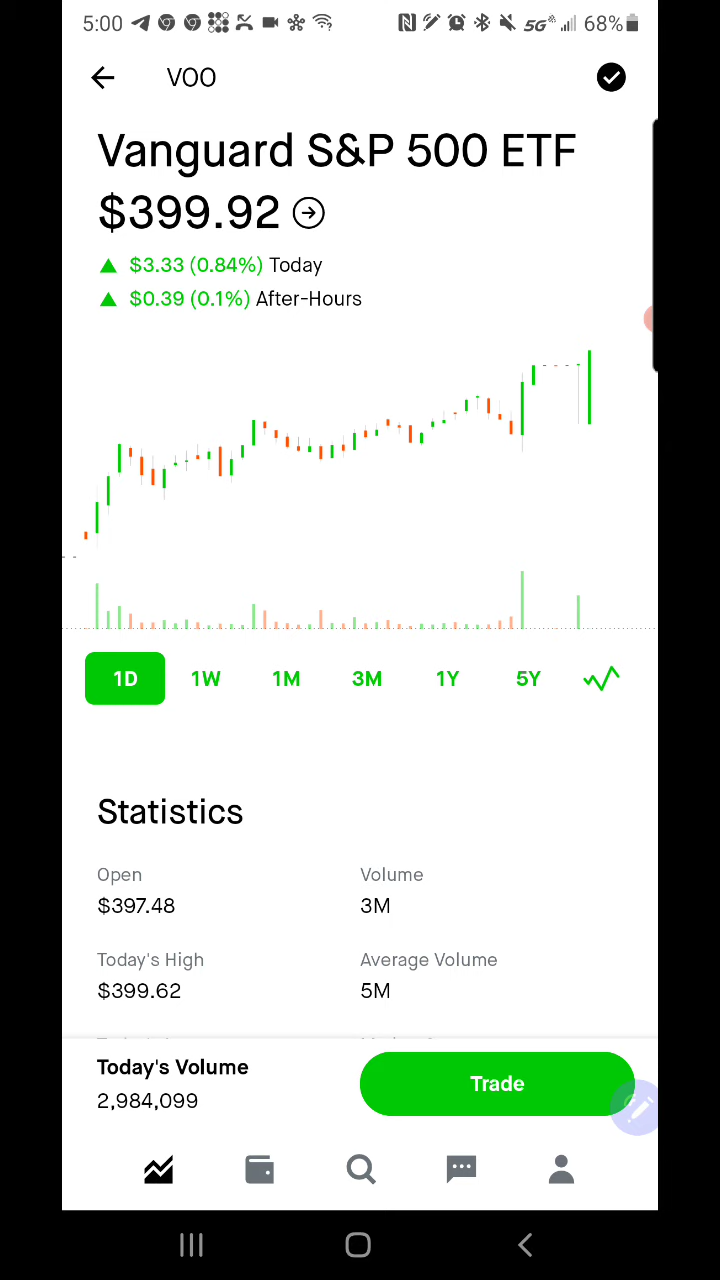 5:00 5G 68%
VOO
Vanguard S&P 500 ETF
$399.92
$3.33 (0.84%) Today
$0.39 (0.1%) After-Hours
1D 1W 1M 3M 1Y 5Y
Statistics
Open Volume
$397.48 3M
Today's High Average Volume
$399.62 5M
Today's Volume
2,984,099
Trade